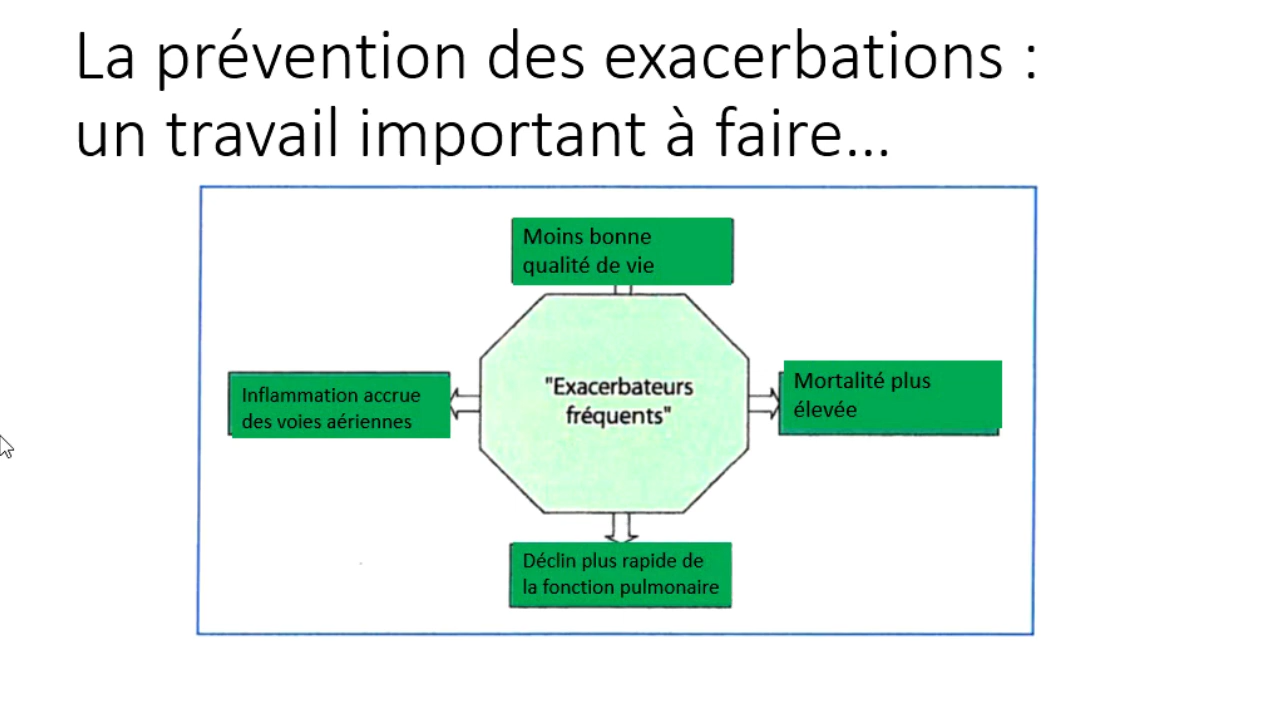 La prévention des exacerbations :
un travail important à faire...
Moins bonne
qualité de vie
"Exacerbateurs
fréquents"
Inflammation accrue
des voies aériennes
Mortalité plus
élevée
Déclin plus rapide de
la fonction pulmonaire